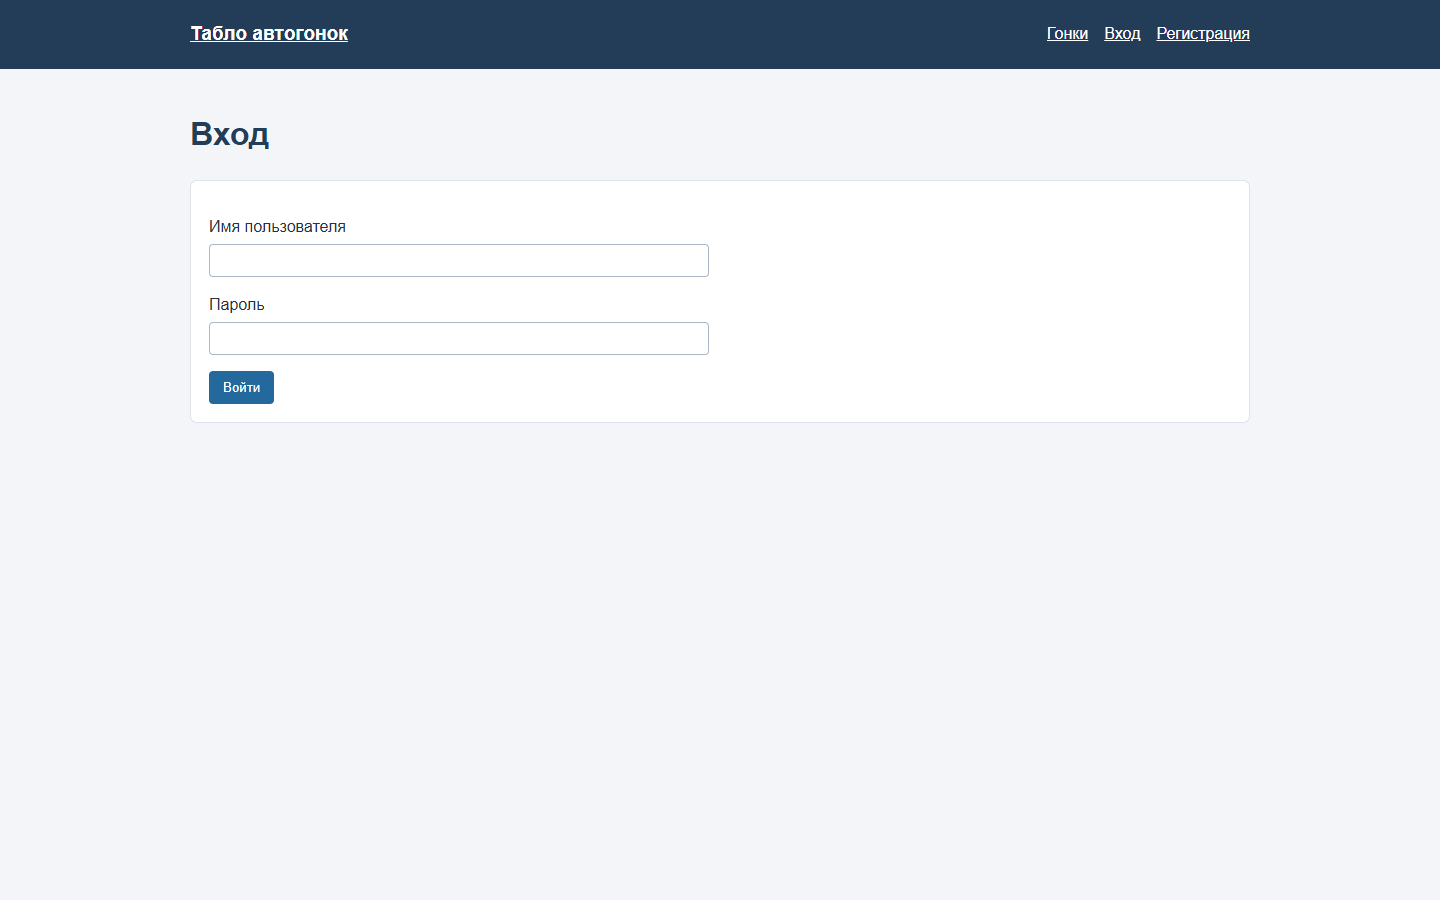 Табло автогонок
Гонки Вход Регистрация
Вход
Имя пользователя
Пароль
Войти